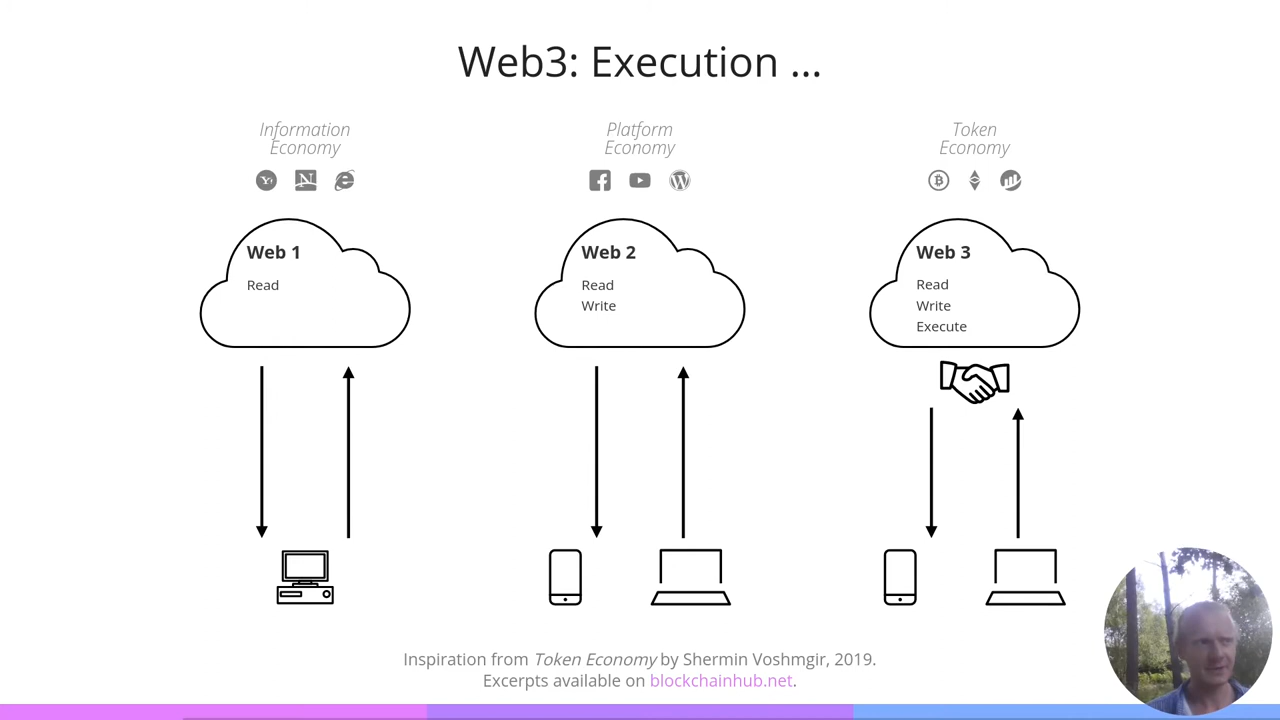 Web3: Execution ...
Information
Economy
Platform
Economy
Token
Economy
Web 1
Read
Web 2
Read
Write
Web 3
Read
Write
Execute
Inspiration from Token Economy by Shermin Voshmgir, 2019.
Excerpts available on blockchainhub.net.